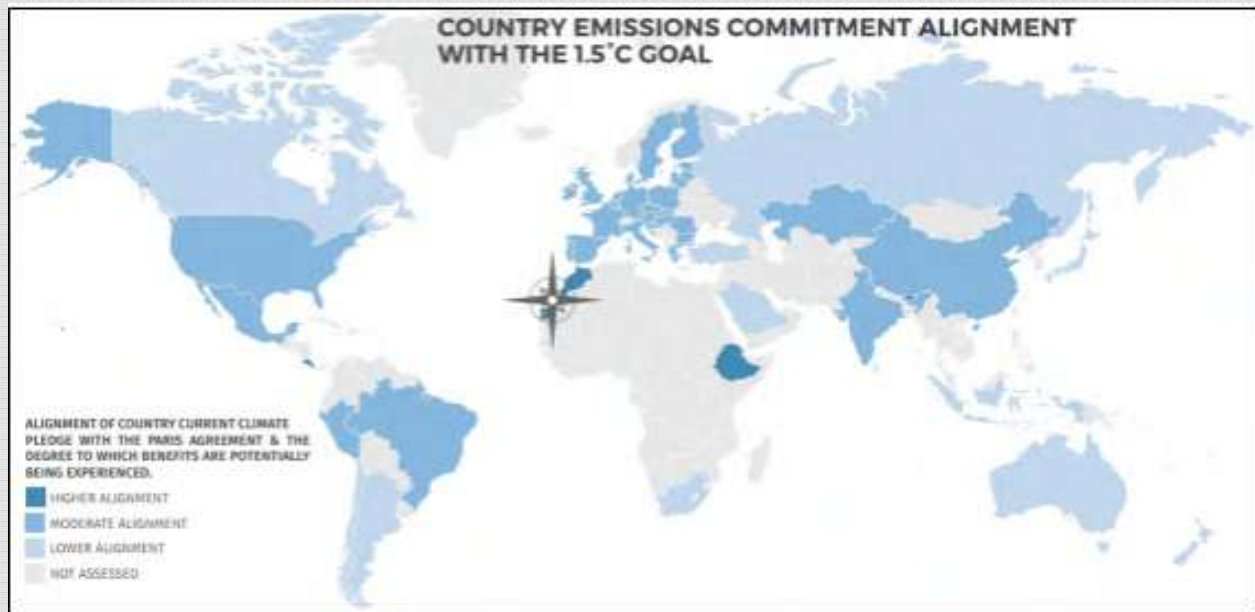 COUNTRY EMISSIONS COMMITMENT ALIGNMENT
WITH THE 1.5°C GOAL
ALIGNMENT OF COUNTRY CURRENT CLIMATE
PLEDGE WITH THE PARIS AGREEMENT & THE
DEGREE TO WHICH BENEFITS ARE POTENTIALLY
BEING EXPERIENCED.
HIGHER ALIGNMENT
MODERATE ALIGNMENT
LOWER ALIGNMENT
NOT ASSESSED